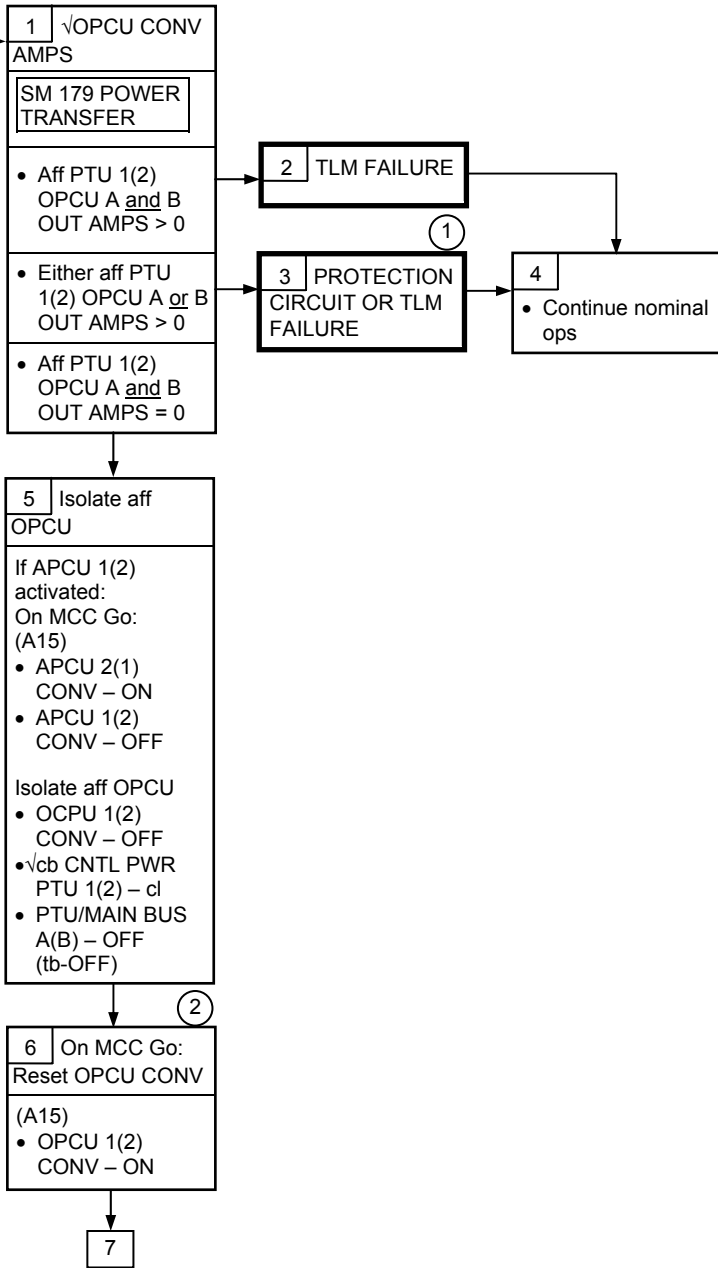 1 √OPCU CONV
AMPS
SM 179 POWER
TRANSFER
• Aff PTU 1(2)
OPCU A and B
OUT AMPS > 0
• Either aff PTU
1(2) OPCU A or B
OUT AMPS > 0
• Aff PTU 1(2)
OPCU A and B
OUT AMPS = 0
2 TLM FAILURE
1
3 PROTECTION
CIRCUIT OR TLM
FAILURE
4
• Continue nominal
ops
5 Isolate aff
OPCU
If APCU 1(2)
activated:
On MCC Go:
(A15)
• APCU 2(1)
CONV – ON
• APCU 1(2)
CONV – OFF
Isolate aff OPCU
• OCPU 1(2)
CONV – OFF
•√cb CNTL PWR
PTU 1(2) – cl
• PTU/MAIN BUS
A(B) – OFF
(tb-OFF)
2
6 On MCC Go:
Reset OPCU CONV
(A15)
• OPCU 1(2)
CONV – ON
7